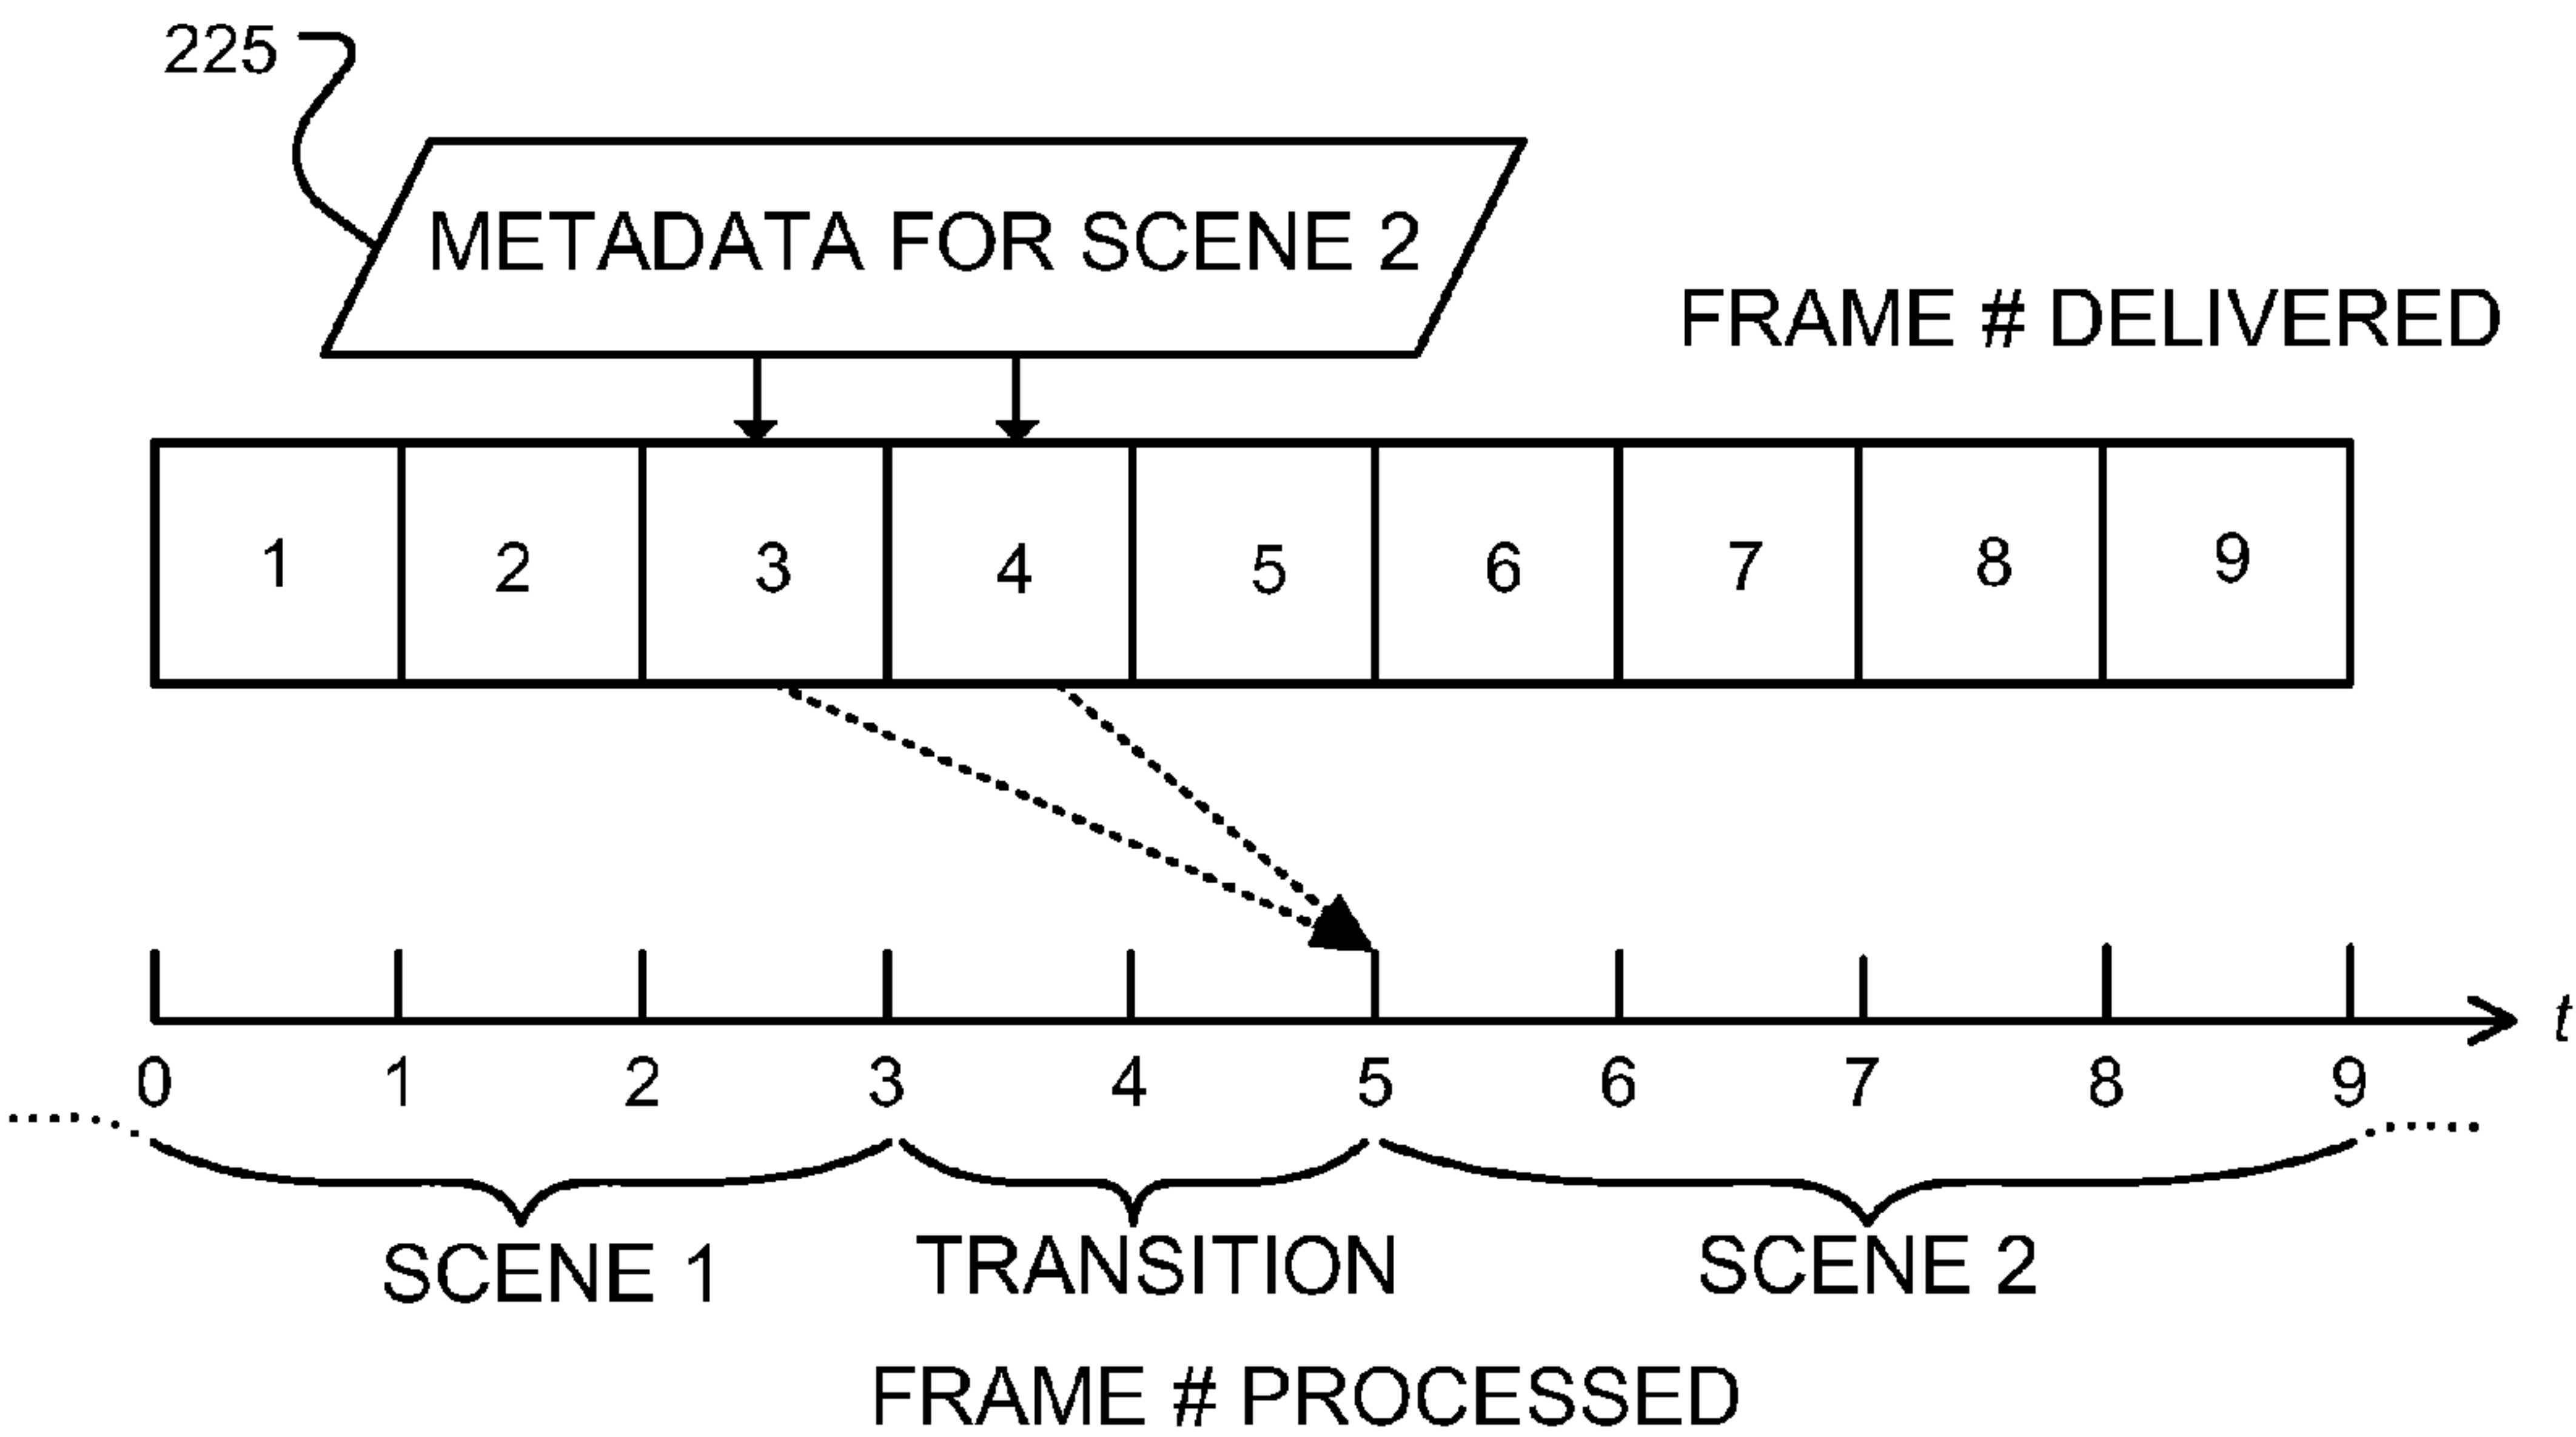 225
METADATA FOR SCENE 2
FRAME # DELIVERED
1 2 3 4 5 6 7 8 9
t
0 1 2 3 4 5 6 7 8 9
SCENE 1 TRANSITION SCENE 2
FRAME # PROCESSED